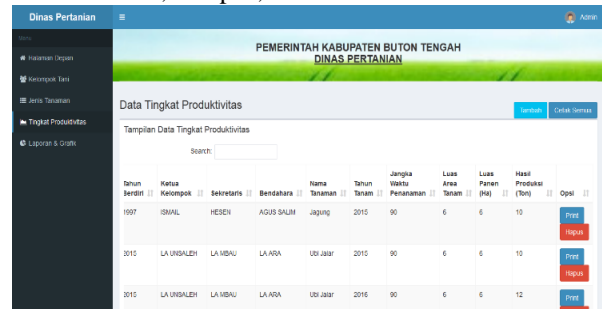 Dinas Pertanian
Admin
Menu
Halaman Depan
Kelompok Tani
Jenis Tanaman
Tingkat Produktivitas
Laporan & Grafik
PEMERINTAH KABUPATEN BUTON TENGAH
DINAS PERTANIAN
Data Tingkat Produktivitas
Tambah Cetak Semua
Tampilan Data Tingkat Produktivitas
Search:
Tahun Berdiri Ketua Kelompok Sekretaris Bendahara Nama Tanaman Tahun Tanam Jangka Waktu Penanaman Luas Area Tanam Luas Panen (Ha) Hasil Produksi (Ton) Opsi
1997 ISMAIL HESEN AGUS SALIM Jagung 2015 90 6 6 10 Print
Hapus
2015 LA UNSALEH LA MBAU LA ARA Ubi Jalar 2015 90 6 6 10 Print
Hapus
2015 LA UNSALEH LA MBAU LA ARA Ubi Jalar 2016 90 6 6 12 Print